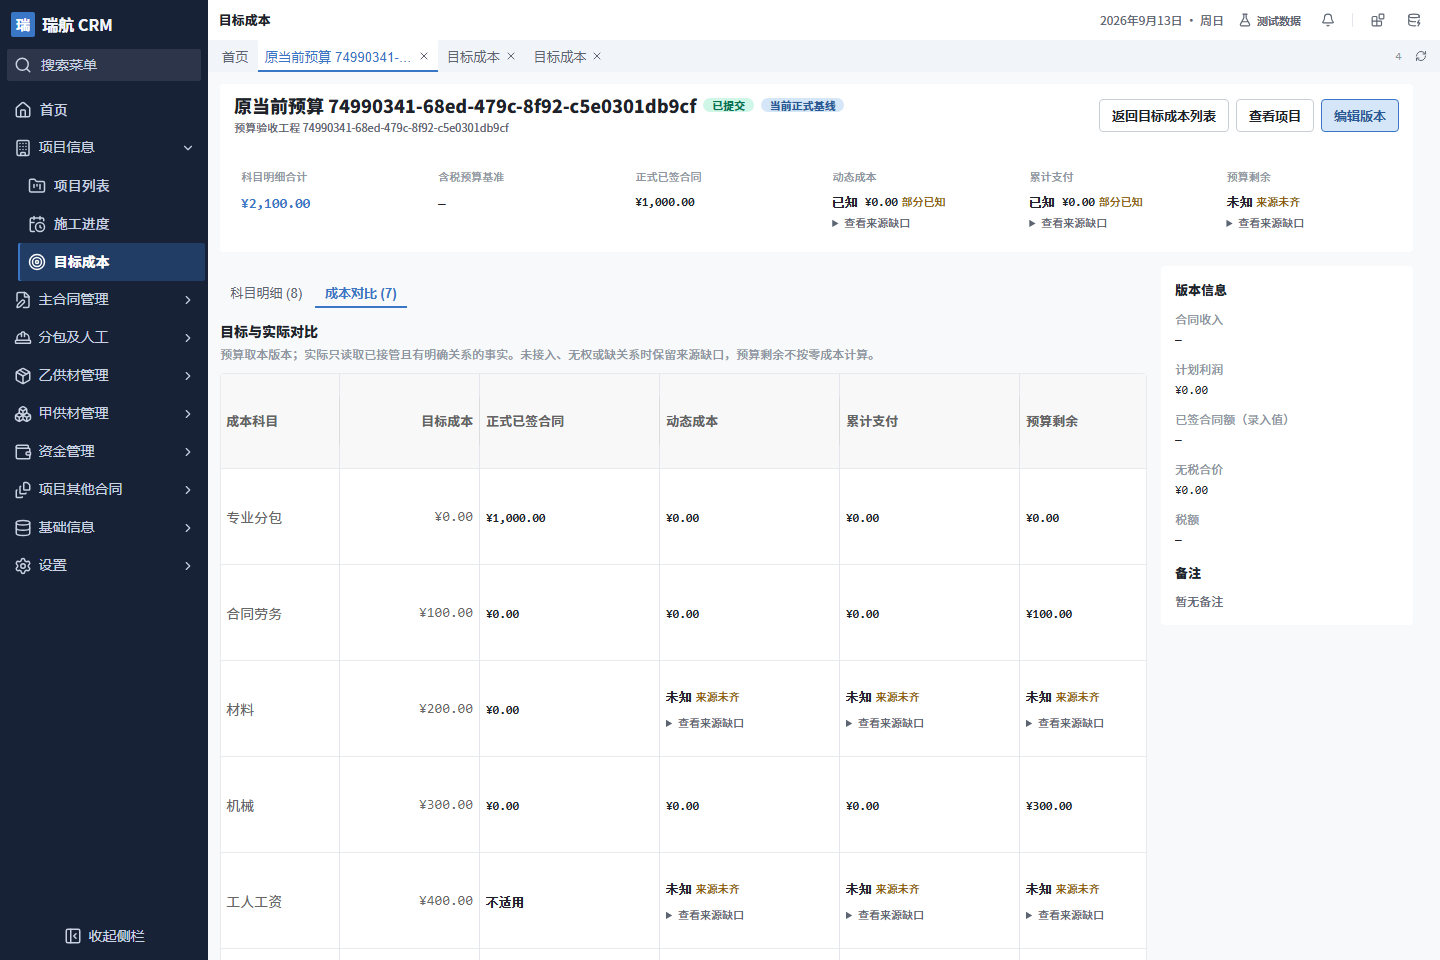 瑞 瑞航 CRM
搜索菜单
首页
项目信息
项目列表
施工进度
目标成本
主合同管理
分包及人工
乙供材管理
甲供材管理
资金管理
项目其他合同
基础信息
设置
收起侧栏
目标成本
2026年9月13日 • 周日 测试数据
首页 原当前预算 74990341-... 目标成本 目标成本 4
原当前预算 74990341-68ed-479c-8f92-c5e0301db9cf 已提交 当前正式基线
预算验收工程 74990341-68ed-479c-8f92-c5e0301db9cf
返回目标成本列表 查看项目 编辑版本
科目明细合计 含税预算基准 正式已签合同 动态成本 累计支付 预算剩余
¥2,100.00 — ¥1,000.00 已知 ¥0.00 部分已知 已知 ¥0.00 部分已知 未知 来源未齐
查看来源缺口 查看来源缺口 查看来源缺口
科目明细 (8) 成本对比 (7)
目标与实际对比
预算取本版本；实际只读取已接管且有明确关系的事实。未接入、无权或缺关系时保留来源缺口，预算剩余不按零成本计算。
成本科目 目标成本 正式已签合同 动态成本 累计支付 预算剩余
专业分包 ¥0.00 ¥1,000.00 ¥0.00 ¥0.00 ¥0.00
合同劳务 ¥100.00 ¥0.00 ¥0.00 ¥0.00 ¥100.00
材料 ¥200.00 ¥0.00 未知 来源未齐 未知 来源未齐 未知 来源未齐
查看来源缺口 查看来源缺口 查看来源缺口
机械 ¥300.00 ¥0.00 ¥0.00 ¥0.00 ¥300.00
工人工资 ¥400.00 不适用 未知 来源未齐 未知 来源未齐 未知 来源未齐
查看来源缺口 查看来源缺口 查看来源缺口
版本信息
合同收入
—
计划利润
¥0.00
已签合同额（录入值）
—
无税合价
¥0.00
税额
—
备注
暂无备注